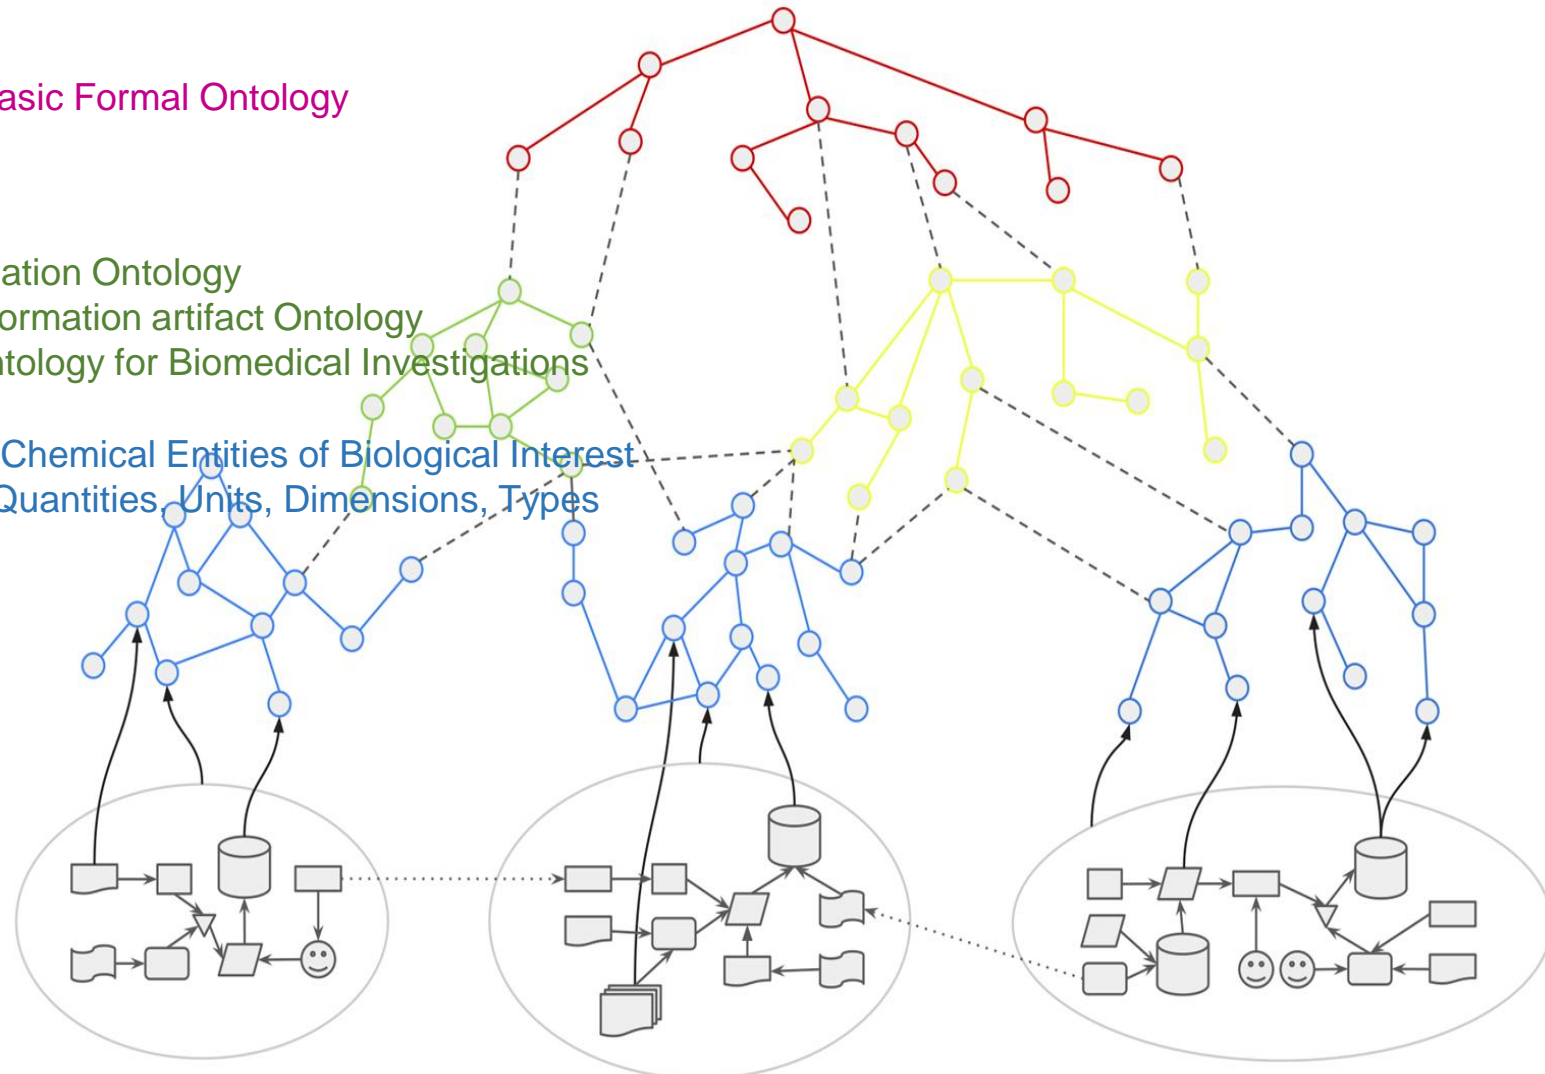 asic Formal Ontology
ation Ontology
ormation artifact Ontology
ntology for Biomedical Investigations
Chemical Entities of Biological Interest
Quantities, Units, Dimensions, Types